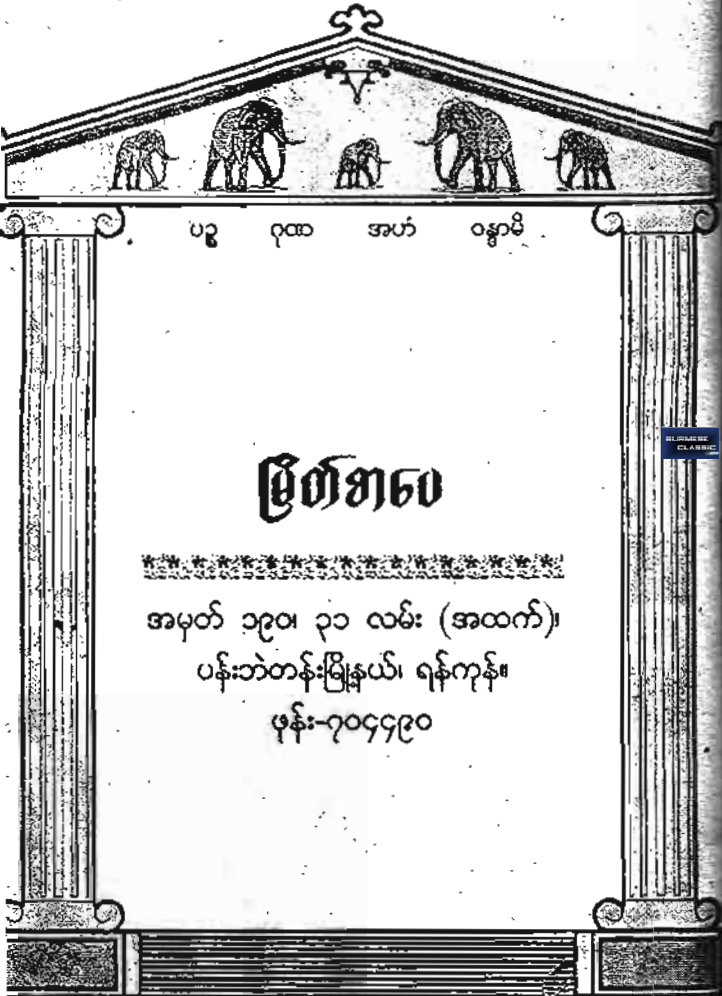 ပဉ္စ ဂုဏ အဟံ ဝန္ဒာမိ
မြိတ်စာပေ
အမှတ် ၁၉၀၊ ၃၁ လမ်း (အထက်)၊
ပန်းဘဲတန်းမြို့နယ်၊ ရန်ကုန်။
ဖုန်း-၇၀၄၄၉၀
BURMESE
CLASSIC